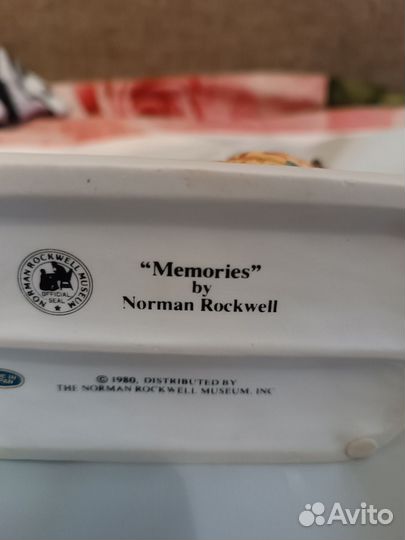 NORMAN ROCKWELL MUSEUM
OFFICIAL
SEAL
“Memories”
by
Norman Rockwell
© 1980, DISTRIBUTED BY
THE NORMAN ROCKWELL MUSEUM, INC
Avito